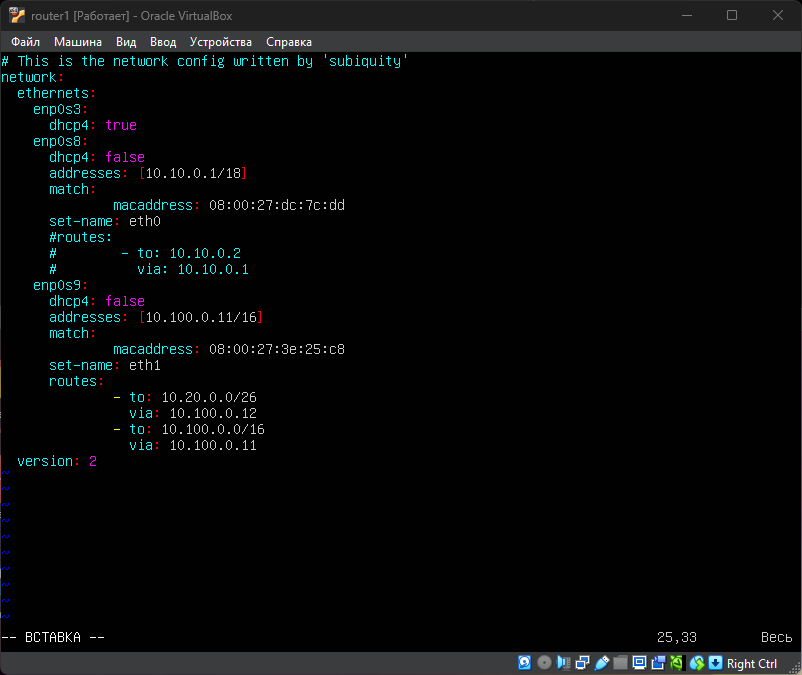 router1 [Работает] - Oracle VirtualBox
Файл Машина Вид Ввод Устройства Справка
# This is the network config written by 'subiquity'
network:
  ethernets:
    enp0s3:
      dhcp4: true
    enp0s8:
      dhcp4: false
      addresses: [10.10.0.1/18]
      match:
              macaddress: 08:00:27:dc:7c:dd
      set-name: eth0
      #routes:
      #        - to: 10.10.0.2
      #          via: 10.10.0.1
    enp0s9:
      dhcp4: false
      addresses: [10.100.0.11/16]
      match:
              macaddress: 08:00:27:3e:25:c8
      set-name: eth1
      routes:
              - to: 10.20.0.0/26
                via: 10.100.0.12
              - to: 10.100.0.0/16
                via: 10.100.0.11
  version: 2
~
~
~
~
~
~
~
~
~
~
-- ВСТАВКА -- 25,33 Весь
Right Ctrl